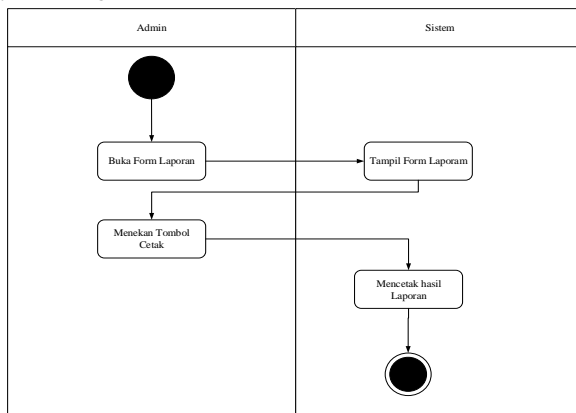 Admin
Sistem
Buka Form Laporan
Tampil Form Laporam
Menekan Tombol
Cetak
Mencetak hasil
Laporan